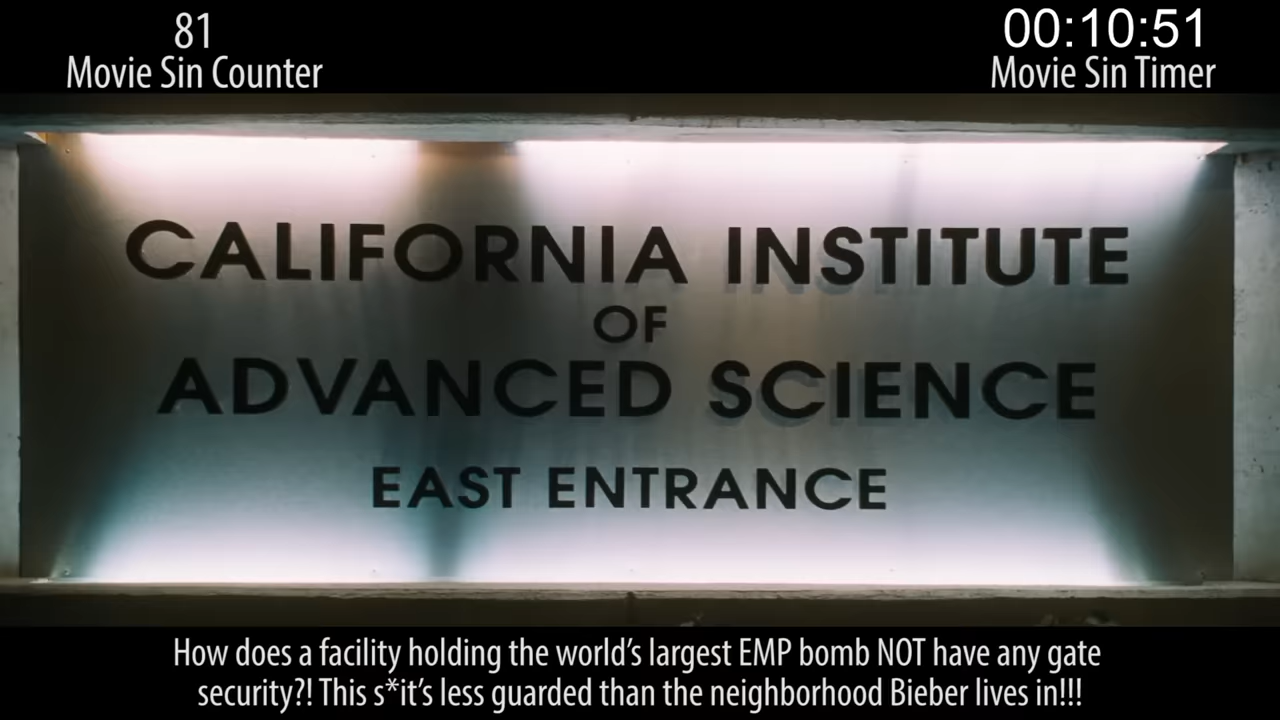 81
Movie Sin Counter
00:10:51
Movie Sin Timer
CALIFORNIA INSTITUTE
OF
ADVANCED SCIENCE
EAST ENTRANCE
How does a facility holding the world's largest EMP bomb NOT have any gate
security?! This s*it's less guarded than the neighborhood Bieber lives in!!!